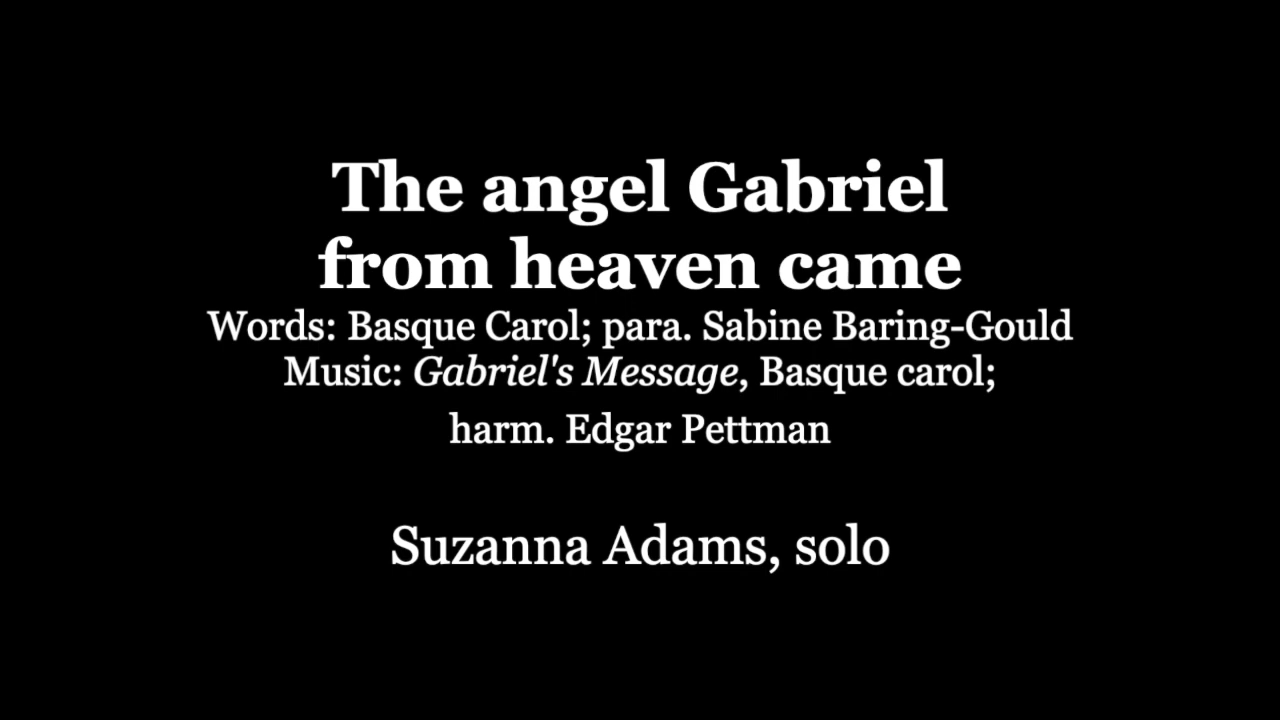 The angel Gabriel
from heaven came
Words: Basque Carol; para. Sabine Baring-Gould
Music: Gabriel's Message, Basque carol;
harm. Edgar Pettman
Suzanna Adams, solo